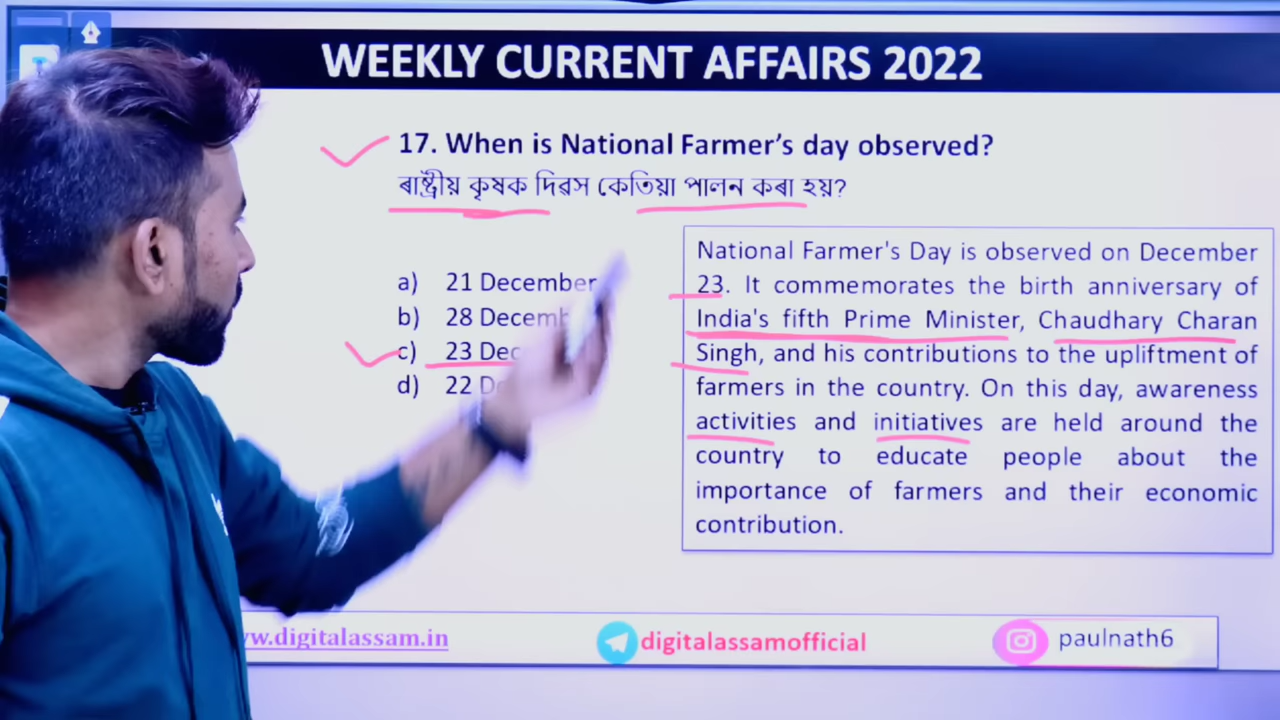 WEEKLY CURRENT AFFAIRS 2022
17. When is National Farmer's day observed?
ৰাষ্ট্ৰীয় কৃষক দিৱস কেতিয়া পালন কৰা হয়?
a) 21 December
b) 28 Decemb
c) 23 Dec
d) 22 D
National Farmer's Day is observed on December
23. It commemorates the birth anniversary of
India's fifth Prime Minister, Chaudhary Charan
Singh, and his contributions to the upliftment of
farmers in the country. On this day, awareness
activities and initiatives are held around the
country to educate people about the
importance of farmers and their economic
contribution.
w.digitalassam.in
digitalassamofficial
paulnath6